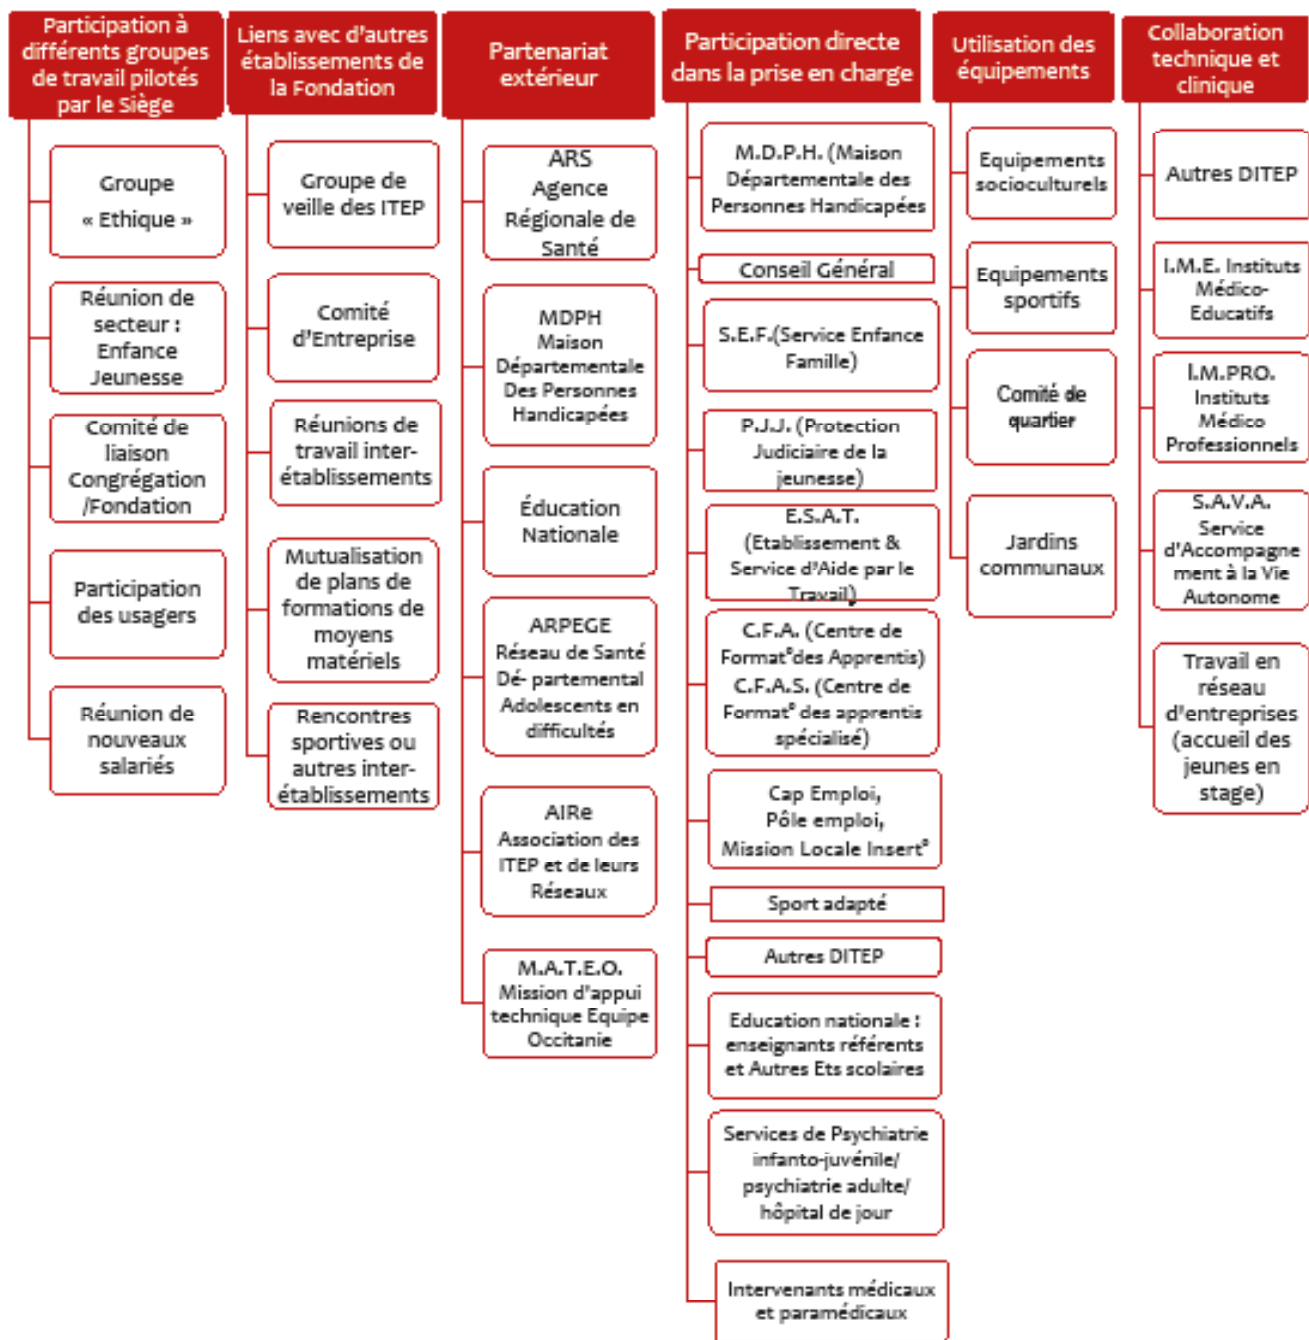 Participation à
différents groupes
de travail pilotés
par le Siège
Groupe
« Ethique »
Réunion de
secteur :
Enfance
Jeunesse
Comité de
liaison
Congrégation
/Fondation
Participation
des usagers
Réunion de
nouveaux
salariés
Liens avec d'autres
établissements de
la Fondation
Groupe de
veille des ITEP
Comité
d'Entreprise
Réunions de
travail inter-
établissements
Mutualisation
de plans de
formations de
moyens
matériels
Rencontres
sportives ou
autres inter-
établissements
Partenariat
extérieur
ARS
Agence
Régionale de
Santé
MDPH
Maison
Départementale
Des Personnes
Handicapées
Éducation
Nationale
ARPEGE
Réseau de Santé
Dé- partemental
Adolescents en
difficultés
AIRe
Association des
ITEP et de leurs
Réseaux
M.A.T.E.O.
Mission d'appui
technique Equipe
Occitanie
Participation directe
dans la prise en charge
M.D.P.H. (Maison
Départementale des
Personnes Handicapées
Conseil Général
S.E.F.(Service Enfance
Famille)
P.J.J. (Protection
Judiciaire de la
jeunesse)
E.S.A.T.
(Etablissement &
Service d'Aide par le
Travail)
C.F.A. (Centre de
Format°des Apprentis)
C.F.A.S. (Centre de
Format° des apprentis
spécialisé)
Cap Emploi,
Pôle emploi,
Mission Locale Insert°
Sport adapté
Autres DITEP
Education nationale :
enseignants référents
et Autres Ets scolaires
Services de Psychiatrie
infanto-juvénile/
psychiatrie adulte/
hôpital de jour
Intervenants médicaux
et paramédicaux
Utilisation des
équipements
Equipements
socioculturels
Equipements
sportifs
Comité de
quartier
Jardins
communaux
Collaboration
technique et
clinique
Autres DITEP
I.M.E. Instituts
Médico-
Educatifs
I.M.PRO.
Instituts
Médico
Professionnels
S.A.V.A.
Service
d'Accompagne
ment à la Vie
Autonome
Travail en
réseau
d'entreprises
(accueil des
jeunes en
stage)